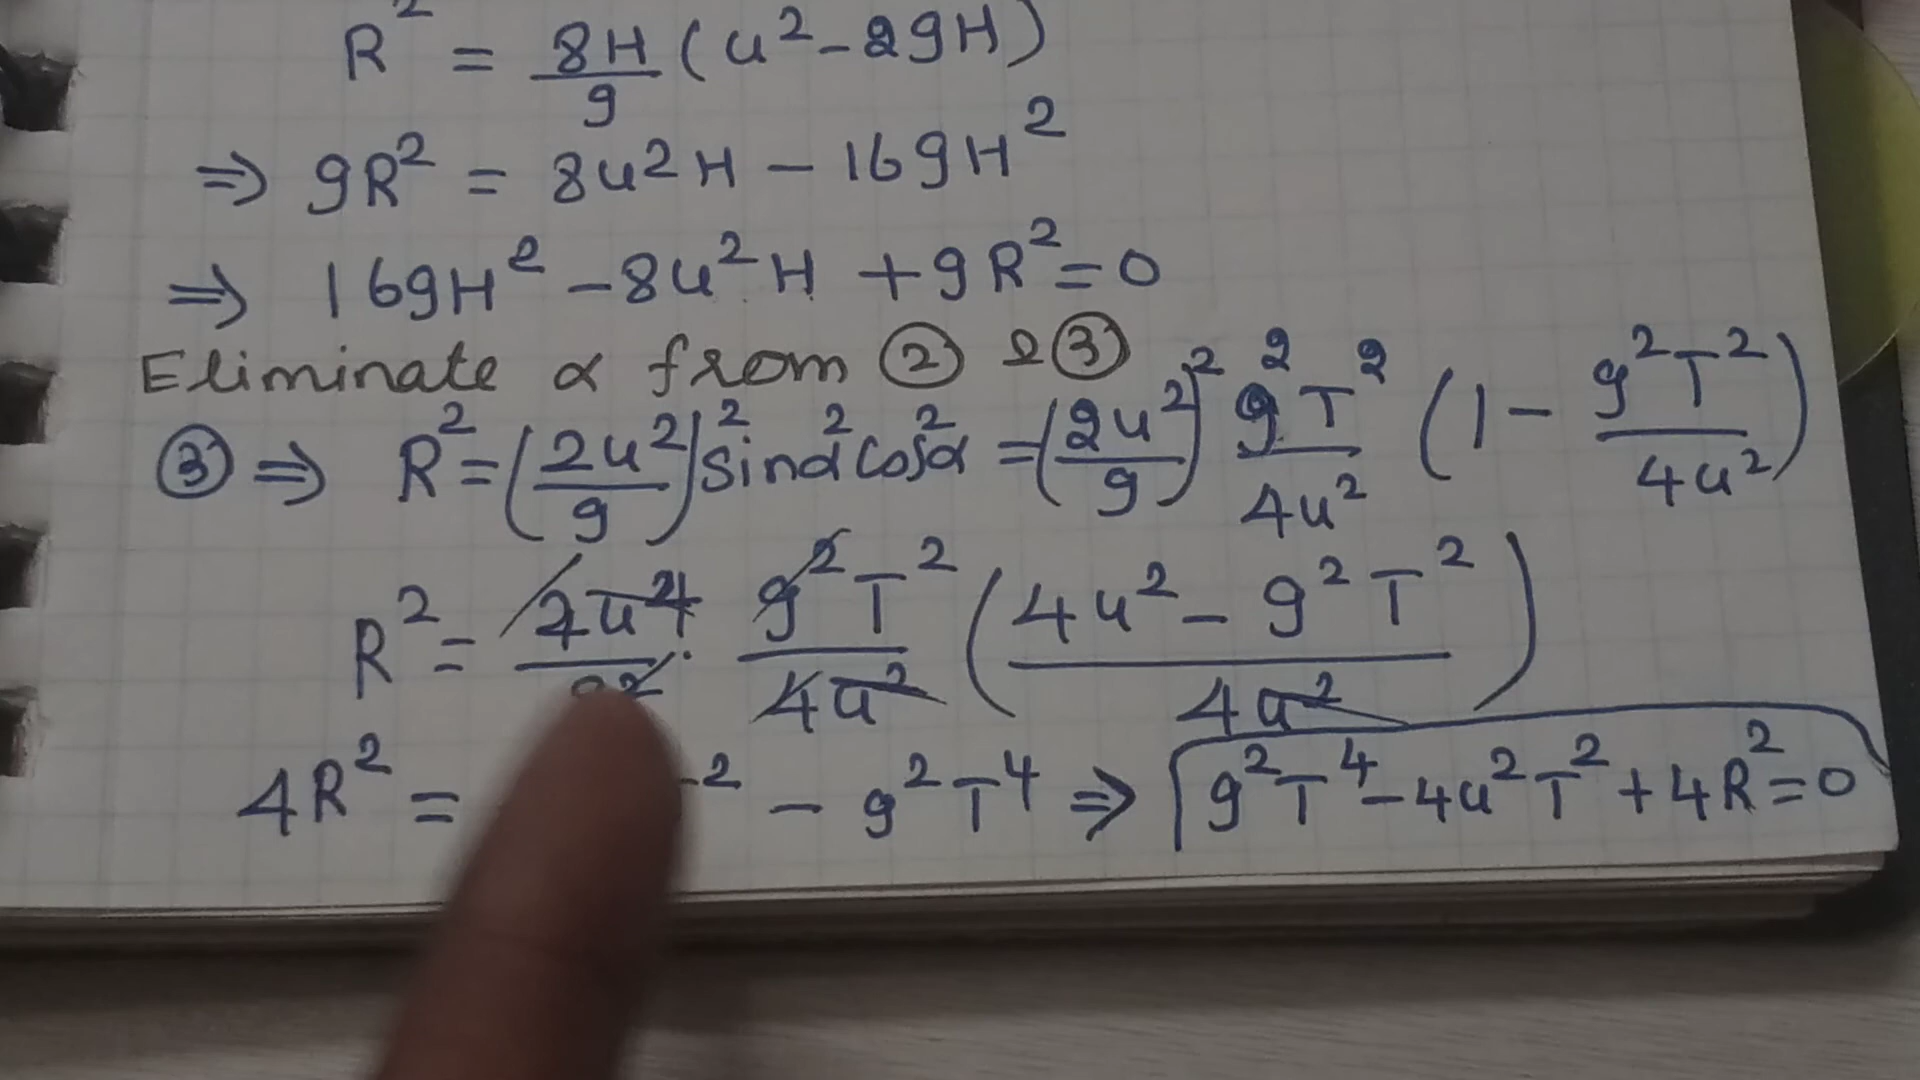 R² = 8H/g (u² - 2gH)
⇒ gR² = 8u²H - 16gH²
⇒ 16gH² - 8u²H + gR² = 0
Eliminate α from ② & ③
③ ⇒ R² = (2u²/g)² sin²α cos²α = (2u²/g)² g²T²/4u² (1 - g²T²/4u²)
R² = 4u⁴/g² · g²T²/4u² (4u² - g²T²/4u²)
4R² = ² - g²T⁴ ⇒ g²T⁴ - 4u²T² + 4R² = 0